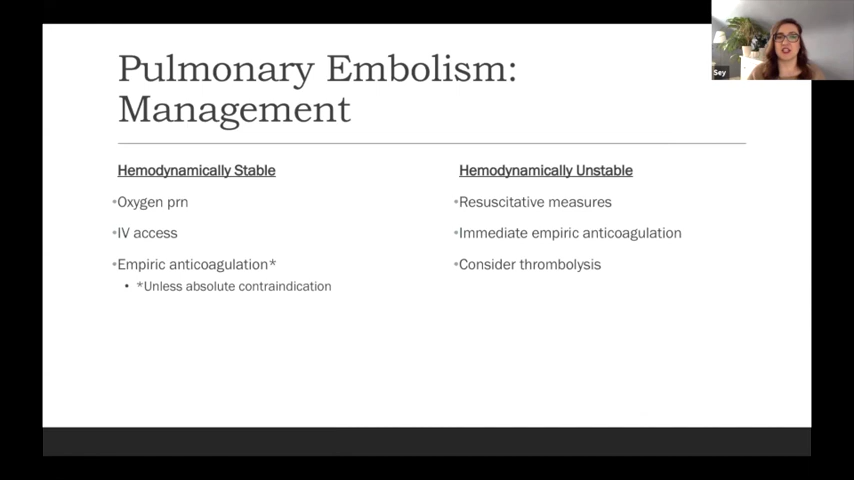 Pulmonary Embolism:
Management
Hemodynamically Stable
•Oxygen prn
•IV access
•Empiric anticoagulation*
• *Unless absolute contraindication
Hemodynamically Unstable
•Resuscitative measures
•Immediate empiric anticoagulation
•Consider thrombolysis
Sey